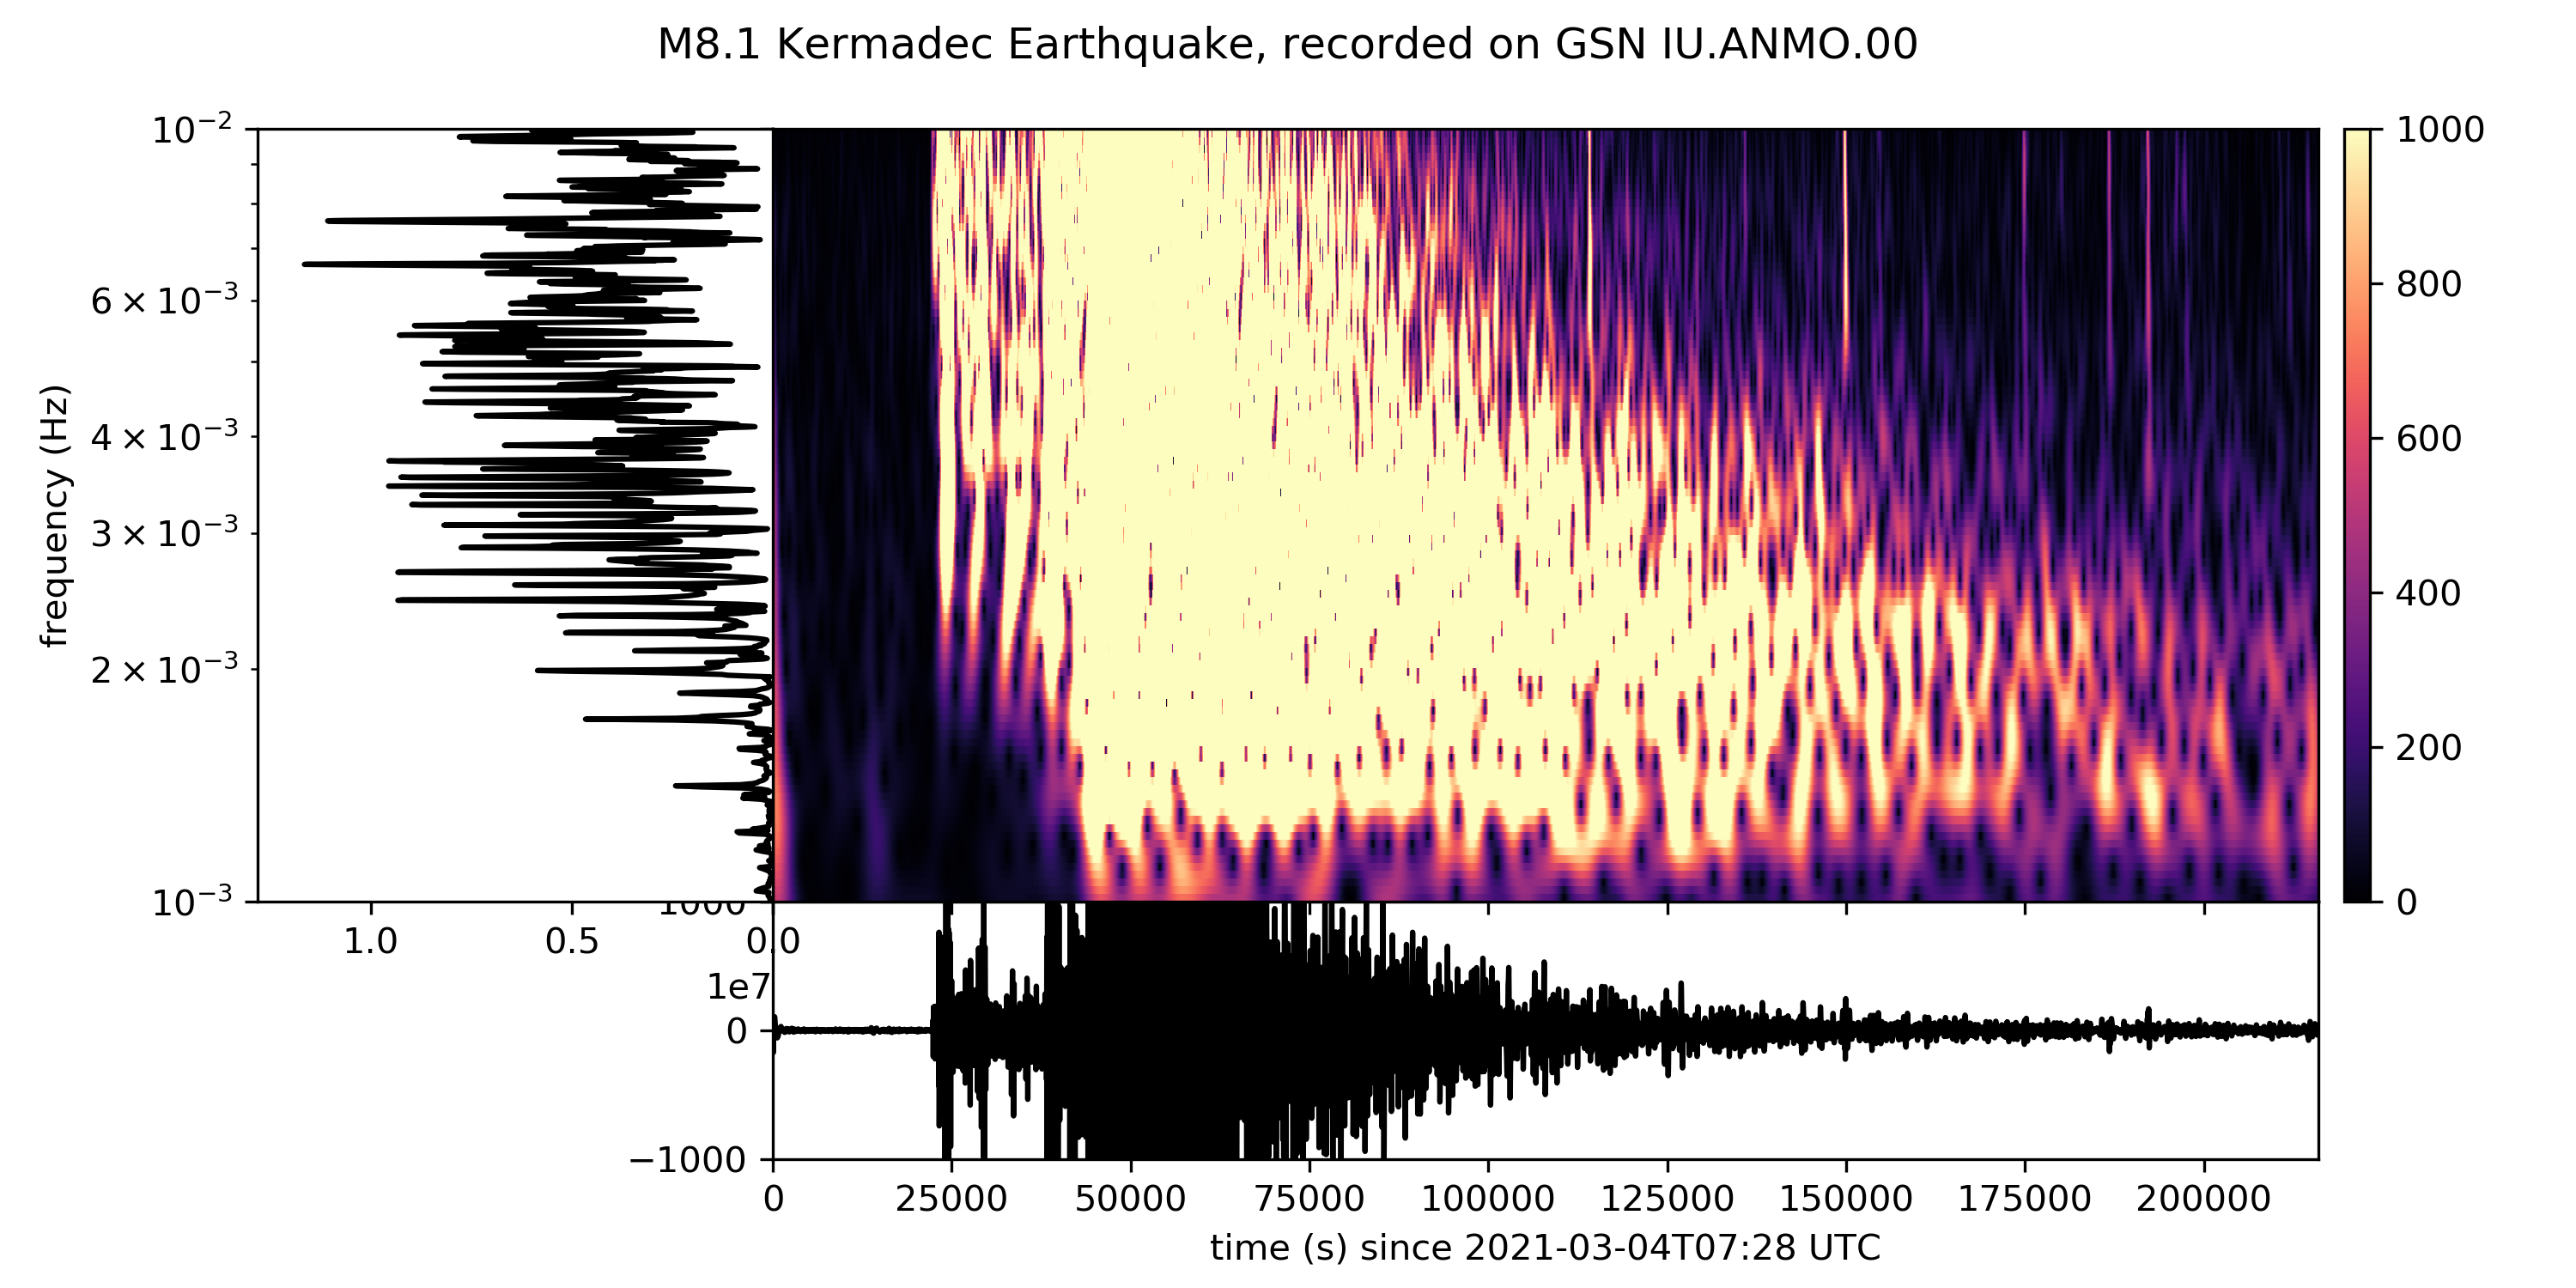 M8.1 Kermadec Earthquake, recorded on GSN IU.ANMO.00
frequency (Hz)
10⁻²
6×10⁻³
4×10⁻³
3×10⁻³
2×10⁻³
10⁻³
1000
800
600
400
200
0
1.0 0.5 0.0
1e7
1000
0
−1000
0 25000 50000 75000 100000 125000 150000 175000 200000
time (s) since 2021-03-04T07:28 UTC